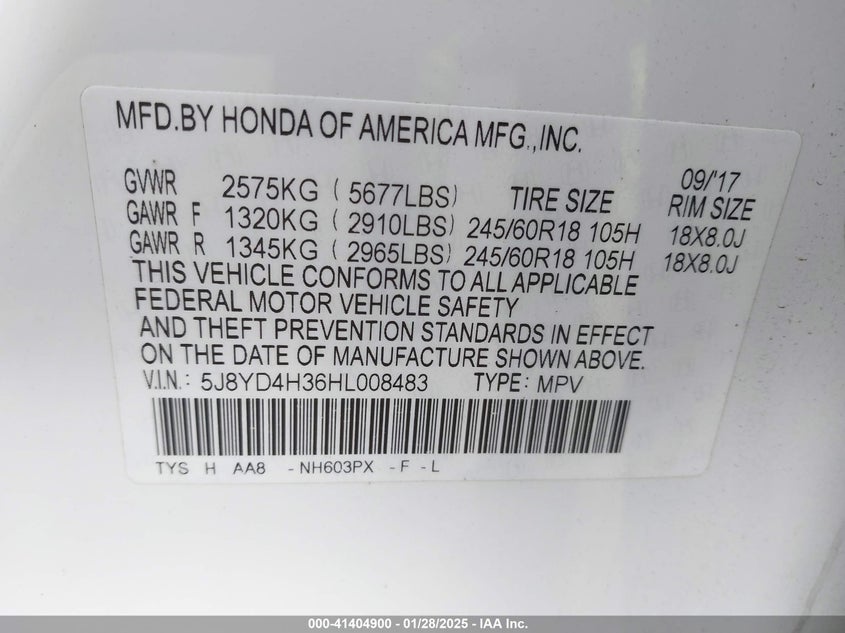 MFD.BY HONDA OF AMERICA MFG.,INC.
09/'17
GVWR 2575KG ( 5677LBS) TIRE SIZE RIM SIZE
GAWR F 1320KG ( 2910LBS) 245/60R18 105H 18X8.0J
GAWR R 1345KG ( 2965LBS) 245/60R18 105H 18X8.0J
THIS VEHICLE CONFORMS TO ALL APPLICABLE
FEDERAL MOTOR VEHICLE SAFETY
AND THEFT PREVENTION STANDARDS IN EFFECT
ON THE DATE OF MANUFACTURE SHOWN ABOVE.
V.I.N.: 5J8YD4H36HL008483 TYPE: MPV
TYS H AA8 -NH603PX -F -L
000-41404900 - 01/28/2025 - IAA Inc.